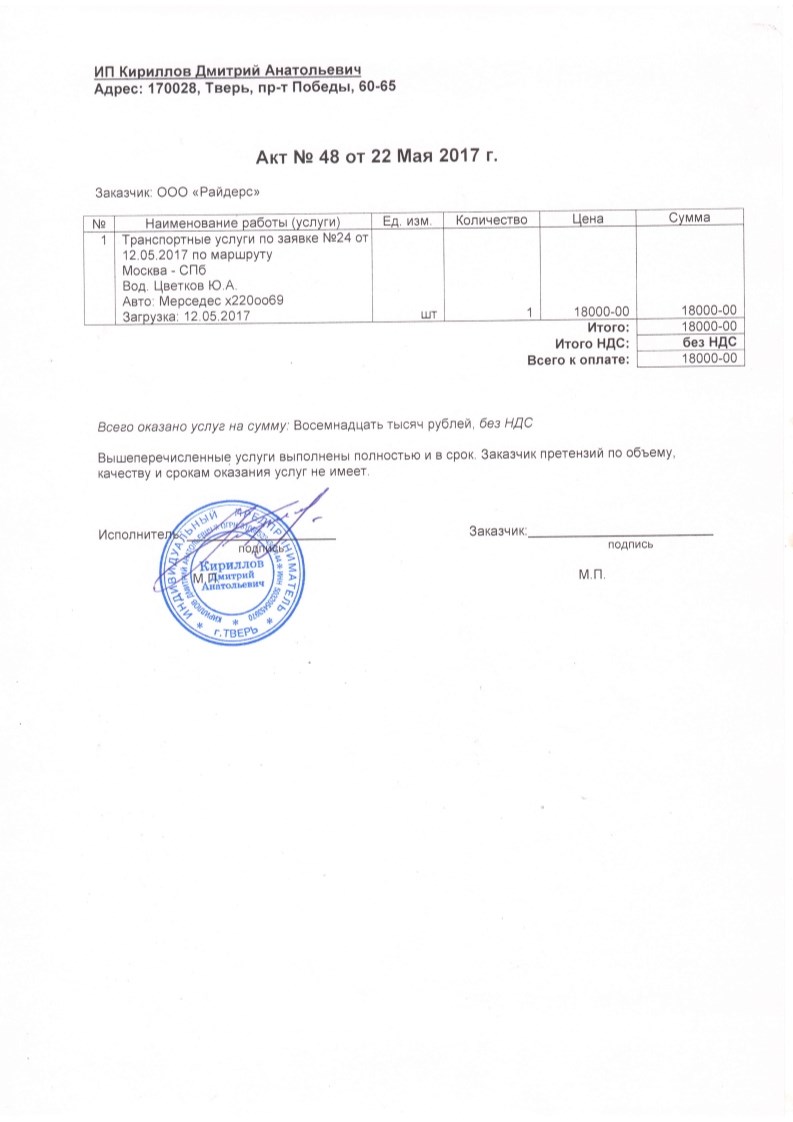 ИП Кириллов Дмитрий Анатольевич
Адрес: 170028, Тверь, пр-т Победы, 60-65
Акт № 48 от 22 Мая 2017 г.
Заказчик: ООО «Райдерс»
№ Наименование работы (услуги) Ед. изм. Количество Цена Сумма
1 Транспортные услуги по заявке №24 от
12.05.2017 по маршруту
Москва - СПб
Вод. Цветков Ю.А.
Авто: Мерседес х220оо69
Загрузка: 12.05.2017 шт 1 18000-00 18000-00
Итого: 18000-00
Итого НДС: без НДС
Всего к оплате: 18000-00
Всего оказано услуг на сумму: Восемнадцать тысяч рублей, без НДС
Вышеперечисленные услуги выполнены полностью и в срок. Заказчик претензий по объему,
качеству и срокам оказания услуг не имеет.
Исполнитель: Заказчик:
подпись подпись
М.П. М.П.
ИНДИВИДУАЛЬНЫЙ ПРЕДПРИНИМАТЕЛЬ
г.ТВЕРЬ
КИРИЛЛОВ ДМИТРИЙ АНАТОЛЬЕВИЧ
Кириллов
Дмитрий
Анатольевич